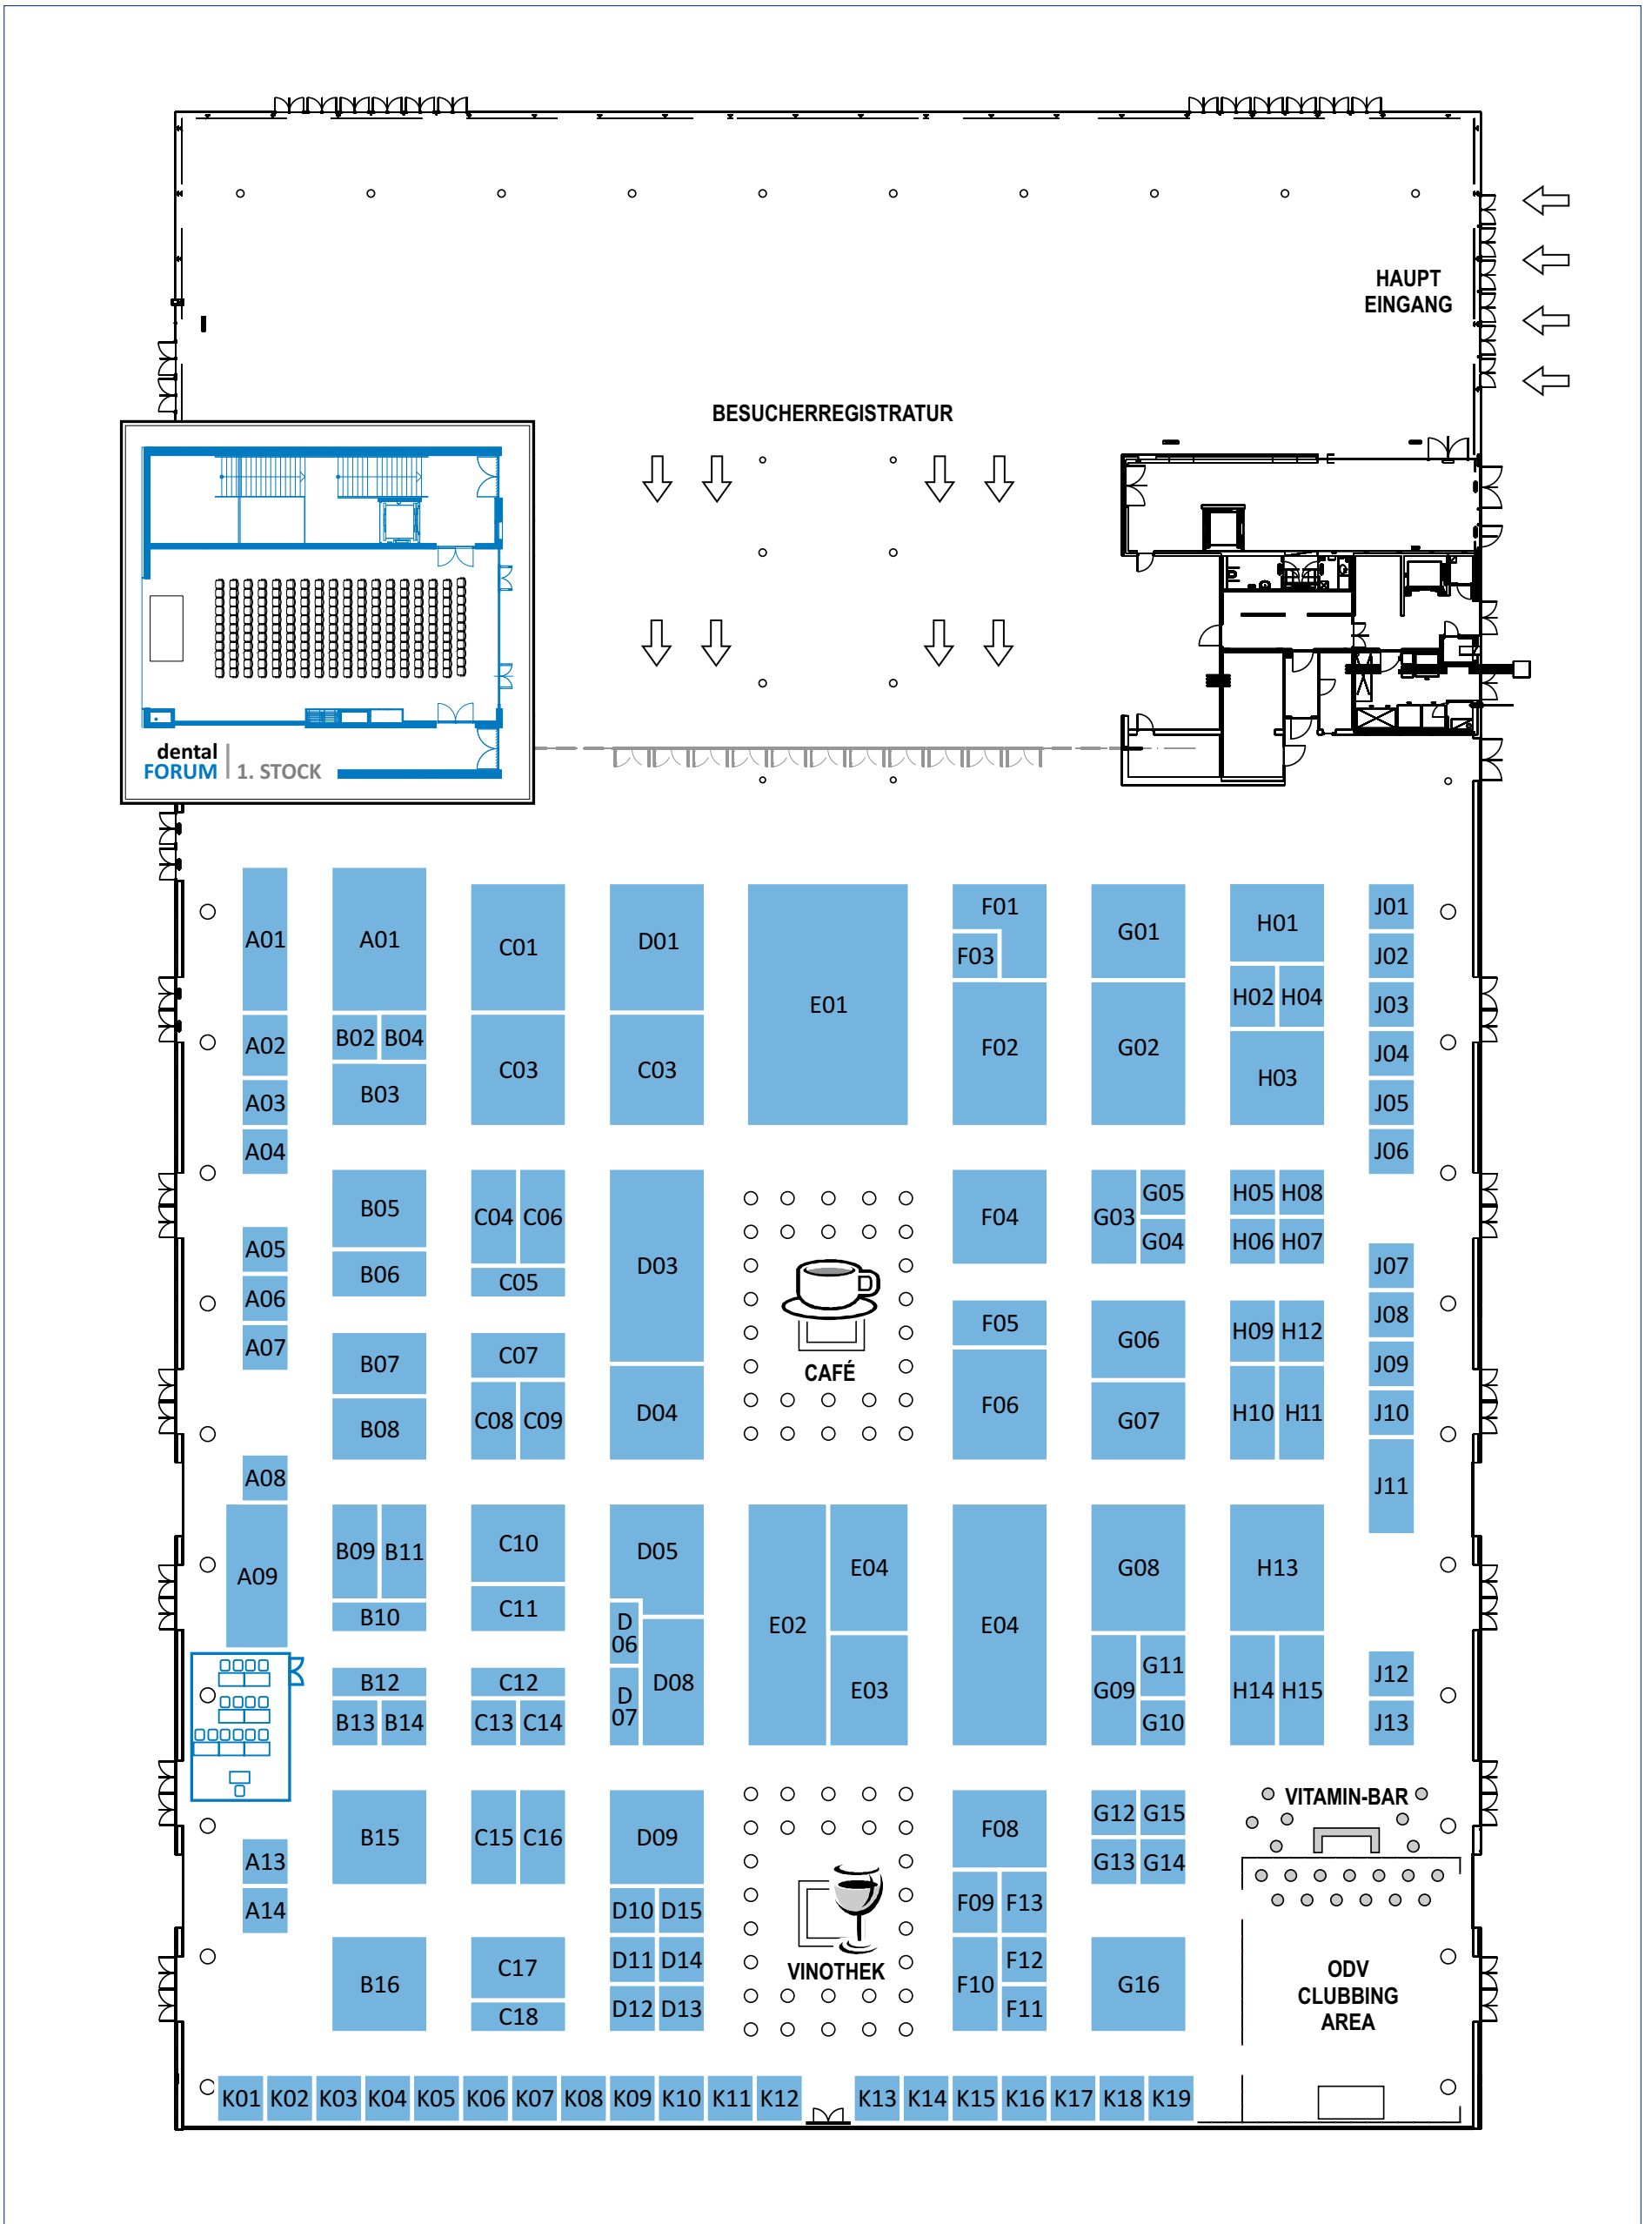 HAUPT
EINGANG
BESUCHERREGISTRATUR
dental
FORUM 1. STOCK
A01 A01 C01 D01 E01 F01 G01 H01 J01
F03 J02
H02 H04 J03
A02 B02 B04 C03 C03 F02 G02 J04
A03 B03 H03 J05
A04 J06
B05 C04 C06 D03 F04 G03 G05 H05 H08
A05 G04 H06 H07 J07
A06 B06 C05 F05 G06 H09 H12 J08
A07 B07 C07 CAFÉ J09
B08 C08 C09 D04 F06 G07 H10 H11 J10
A08 J11
A09 B09 B11 C10 D05 E04 G08 H13
B10 C11 D
06 E02 E04
B12 C12 D08 E03 G09 G11 H14 H15 J12
B13 B14 C13 C14 D
07 G10 J13
VITAMIN-BAR
B15 C15 C16 D09 F08 G12 G15
A13 G13 G14
A14 D10 D15 F09 F13
B16 C17 D11 D14 VINOTHEK F10 F12 G16 ODV
CLUBBING
AREA
C18 D12 D13 F11
K01 K02 K03 K04 K05 K06 K07 K08 K09 K10 K11 K12 K13 K14 K15 K16 K17 K18 K19